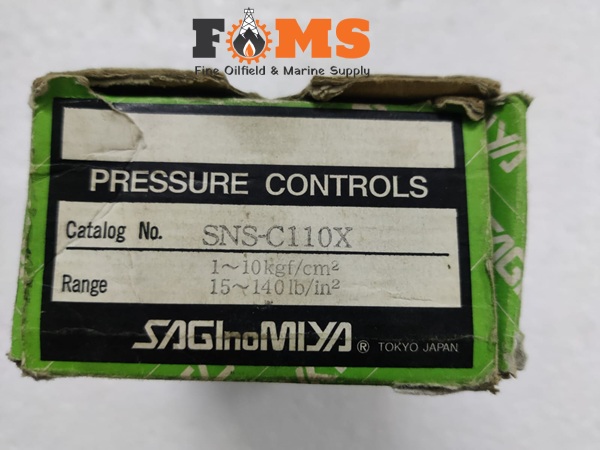 FOMS
Fine Oilfield & Marine Supply
PRESSURE CONTROLS
Catalog No. SNS-C110X
1~10kgf/cm²
Range 15~140lb/in²
SAGInoMIYA ® TOKYO JAPAN
SAG